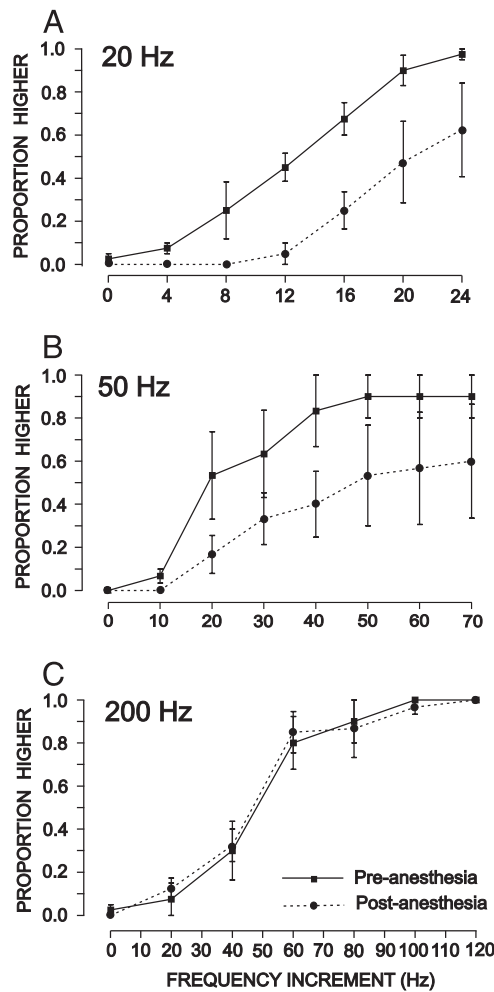 A
20 Hz
PROPORTION HIGHER
1.0
0.8
0.6
0.4
0.2
0.0
0 4 8 12 16 20 24
B
50 Hz
PROPORTION HIGHER
1.0
0.8
0.6
0.4
0.2
0.0
0 10 20 30 40 50 60 70
C
200 Hz
PROPORTION HIGHER
1.0
0.8
0.6
0.4
0.2
0.0
Pre-anesthesia
Post-anesthesia
0 10 20 30 40 50 60 70 80 90 100 110 120
FREQUENCY INCREMENT (Hz)